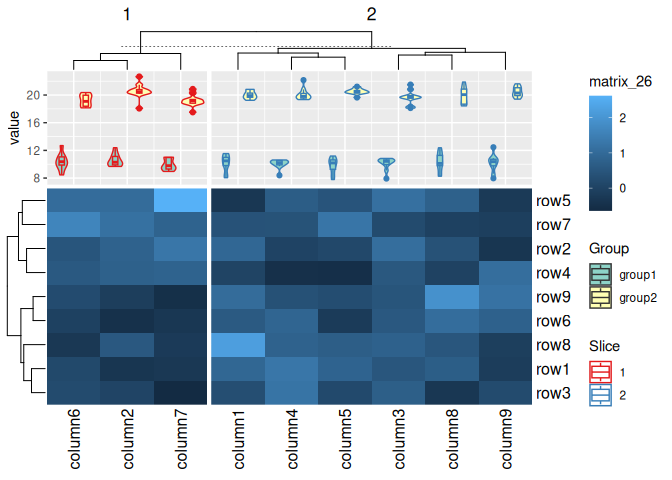 1 2
matrix_26
value
20
16
12
8
2
1
0
row5
row7
row2
row4
row9
row6
row8
row1
row3
Group
group1
group2
Slice
1
2
column6 column2 column7 column1 column4 column5 column3 column8 column9